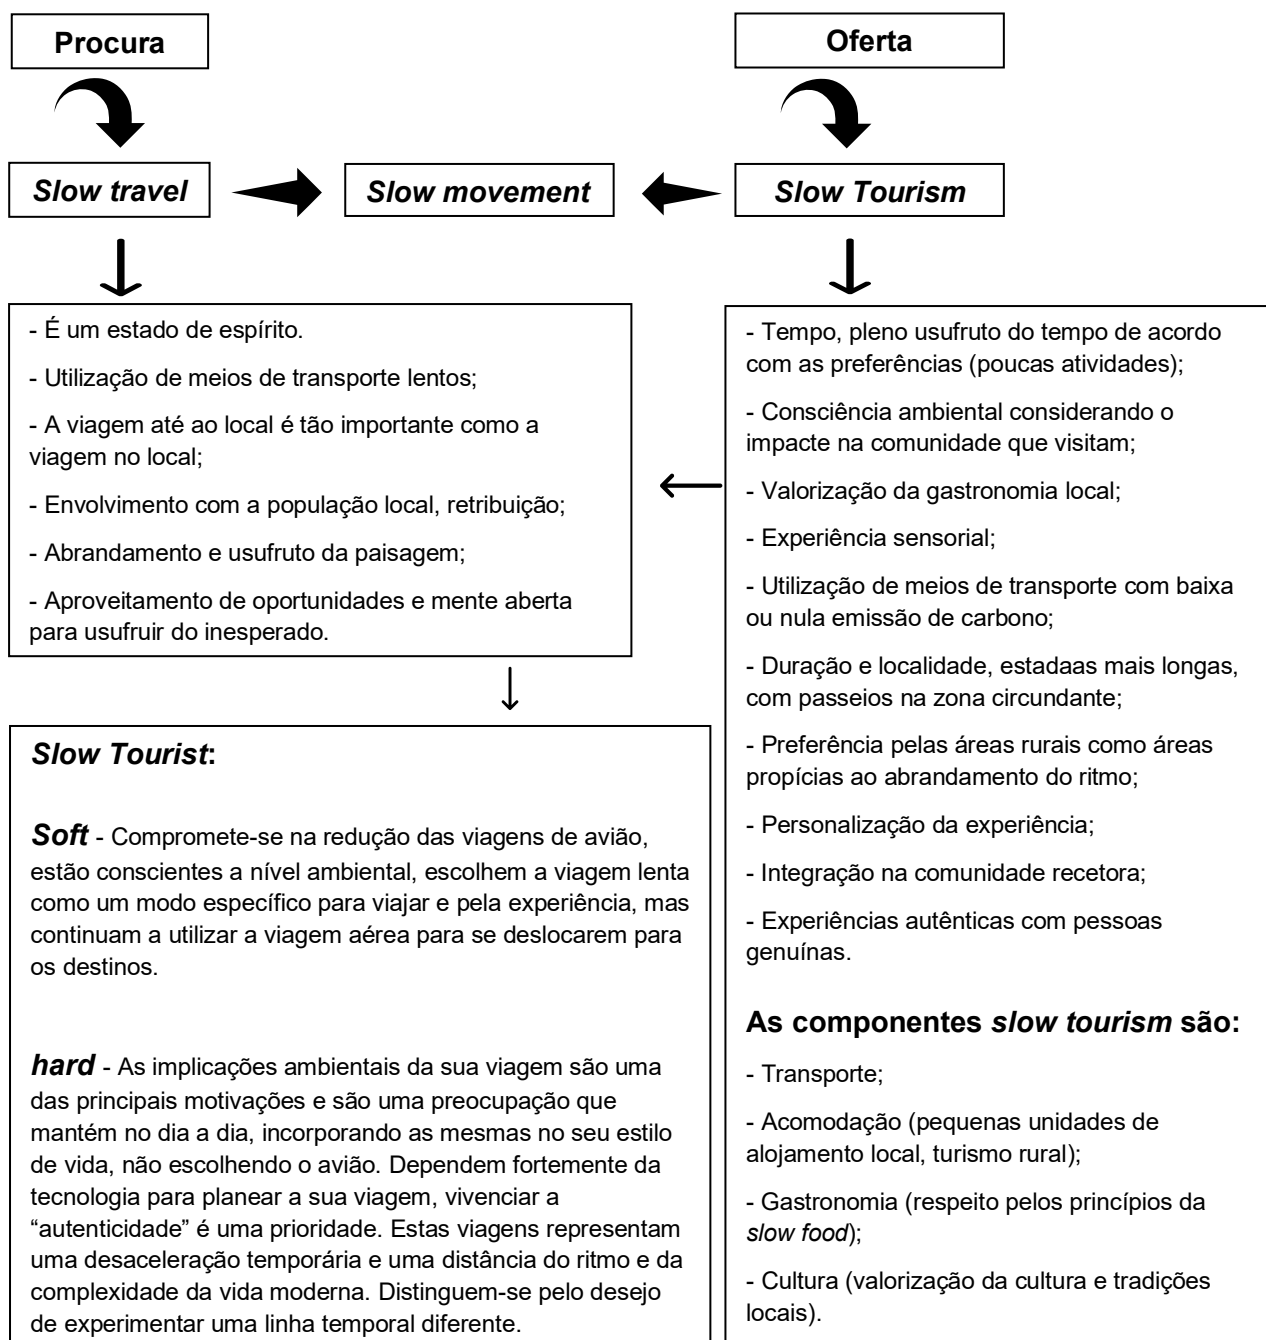 Procura
Oferta
Slow travel
Slow movement
Slow Tourism
- É um estado de espírito.
- Utilização de meios de transporte lentos;
- A viagem até ao local é tão importante como a
viagem no local;
- Envolvimento com a população local, retribuição;
- Abrandamento e usufruto da paisagem;
- Aproveitamento de oportunidades e mente aberta
para usufruir do inesperado.
Slow Tourist:
Soft - Compromete-se na redução das viagens de avião,
estão conscientes a nível ambiental, escolhem a viagem lenta
como um modo específico para viajar e pela experiência, mas
continuam a utilizar a viagem aérea para se deslocarem para
os destinos.
hard - As implicações ambientais da sua viagem são uma
das principais motivações e são uma preocupação que
mantém no dia a dia, incorporando as mesmas no seu estilo
de vida, não escolhendo o avião. Dependem fortemente da
tecnologia para planear a sua viagem, vivenciar a
“autenticidade” é uma prioridade. Estas viagens representam
uma desaceleração temporária e uma distância do ritmo e da
complexidade da vida moderna. Distinguem-se pelo desejo
de experimentar uma linha temporal diferente.
- Tempo, pleno usufruto do tempo de acordo
com as preferências (poucas atividades);
- Consciência ambiental considerando o
impacte na comunidade que visitam;
- Valorização da gastronomia local;
- Experiência sensorial;
- Utilização de meios de transporte com baixa
ou nula emissão de carbono;
- Duração e localidade, estadaas mais longas,
com passeios na zona circundante;
- Preferência pelas áreas rurais como áreas
propícias ao abrandamento do ritmo;
- Personalização da experiência;
- Integração na comunidade recetora;
- Experiências autênticas com pessoas
genuínas.
As componentes slow tourism são:
- Transporte;
- Acomodação (pequenas unidades de
alojamento local, turismo rural);
- Gastronomia (respeito pelos princípios da
slow food);
- Cultura (valorização da cultura e tradições
locais).